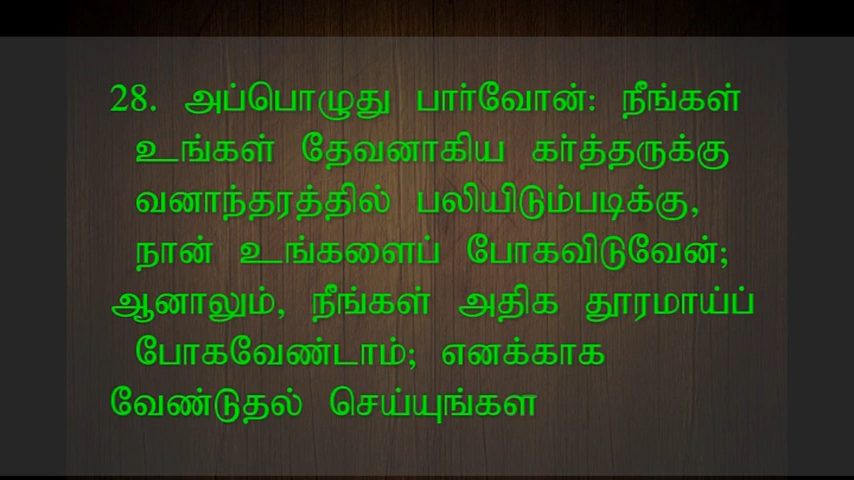 28. அப்பொழுது பார்வோன்: நீங்கள்
உங்கள் தேவனாகிய கர்த்தருக்கு
வனாந்தரத்தில் பலியிடும்படிக்கு,
நான் உங்களைப் போகவிடுவேன்;
ஆனாலும், நீங்கள் அதிக தூரமாய்ப்
போகவேண்டாம்; எனக்காக
வேண்டுதல் செய்யுங்கள